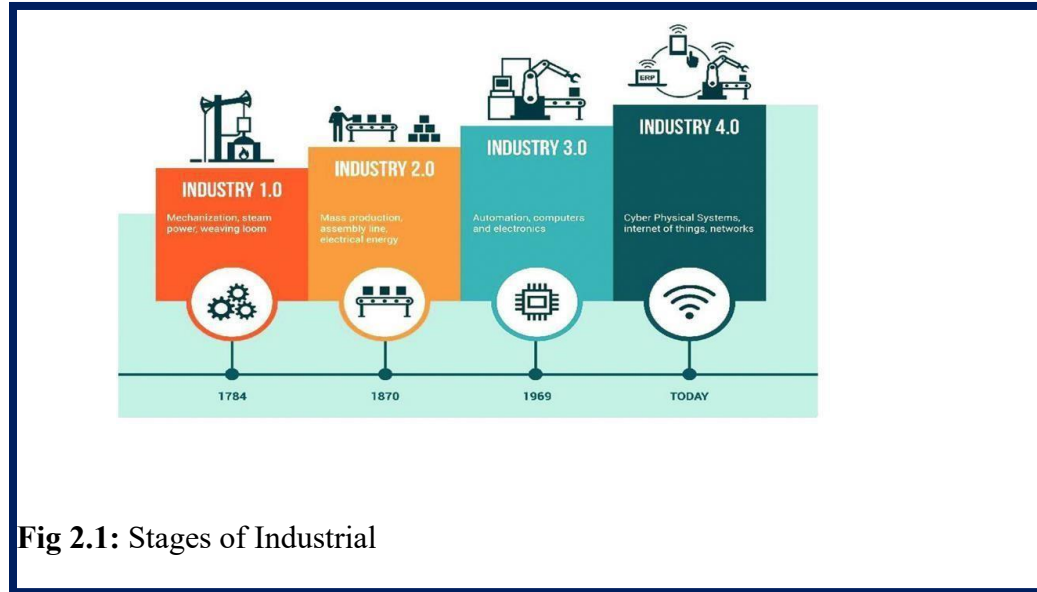 ERP
INDUSTRY 1.0
Mechanization, steam
power, weaving loom
INDUSTRY 2.0
Mass production,
assembly line,
electrical energy
INDUSTRY 3.0
Automation, computers
and electronics
INDUSTRY 4.0
Cyber Physical Systems,
internet of things, networks
1784
1870
1969
TODAY
Fig 2.1: Stages of Industrial